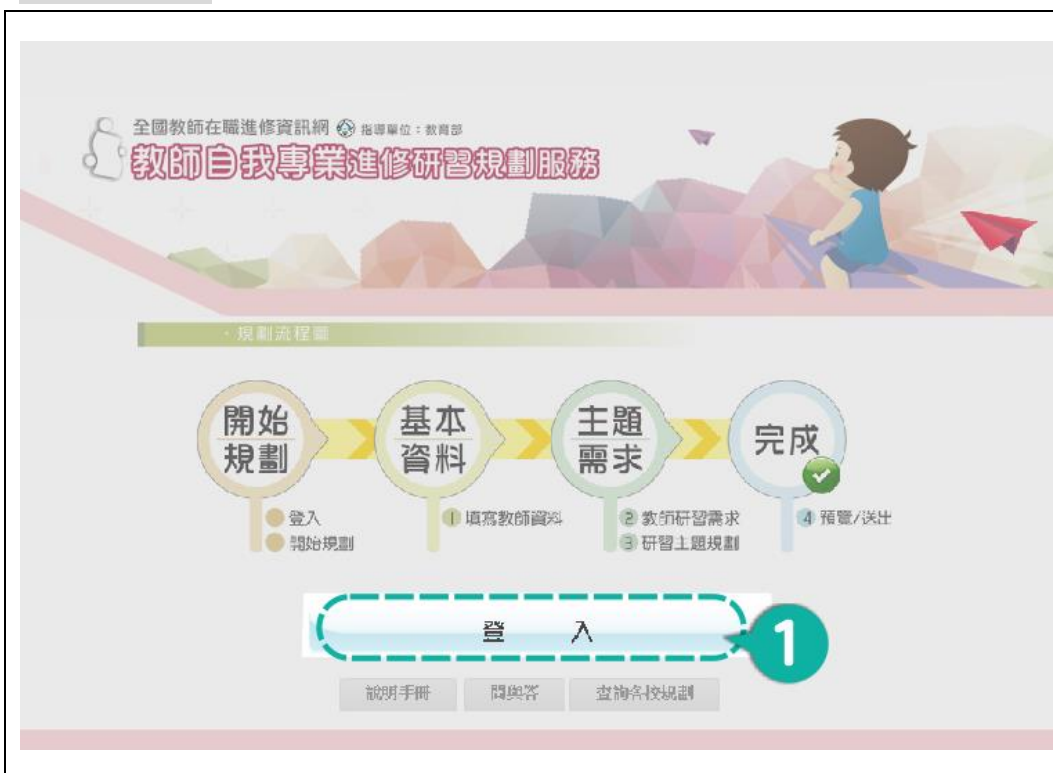 全國教師在職進修資訊網 指導單位：教育部
教師自我專業進修研習規劃服務
・規劃流程圖
開始
規劃
基本
資料
主題
需求
完成
登入
開始規劃
1 填寫教師資料
2 教師研習需求
3 研習主題規劃
4 預覽/送出
登 入
1
說明手冊 問與答 查詢各校規劃